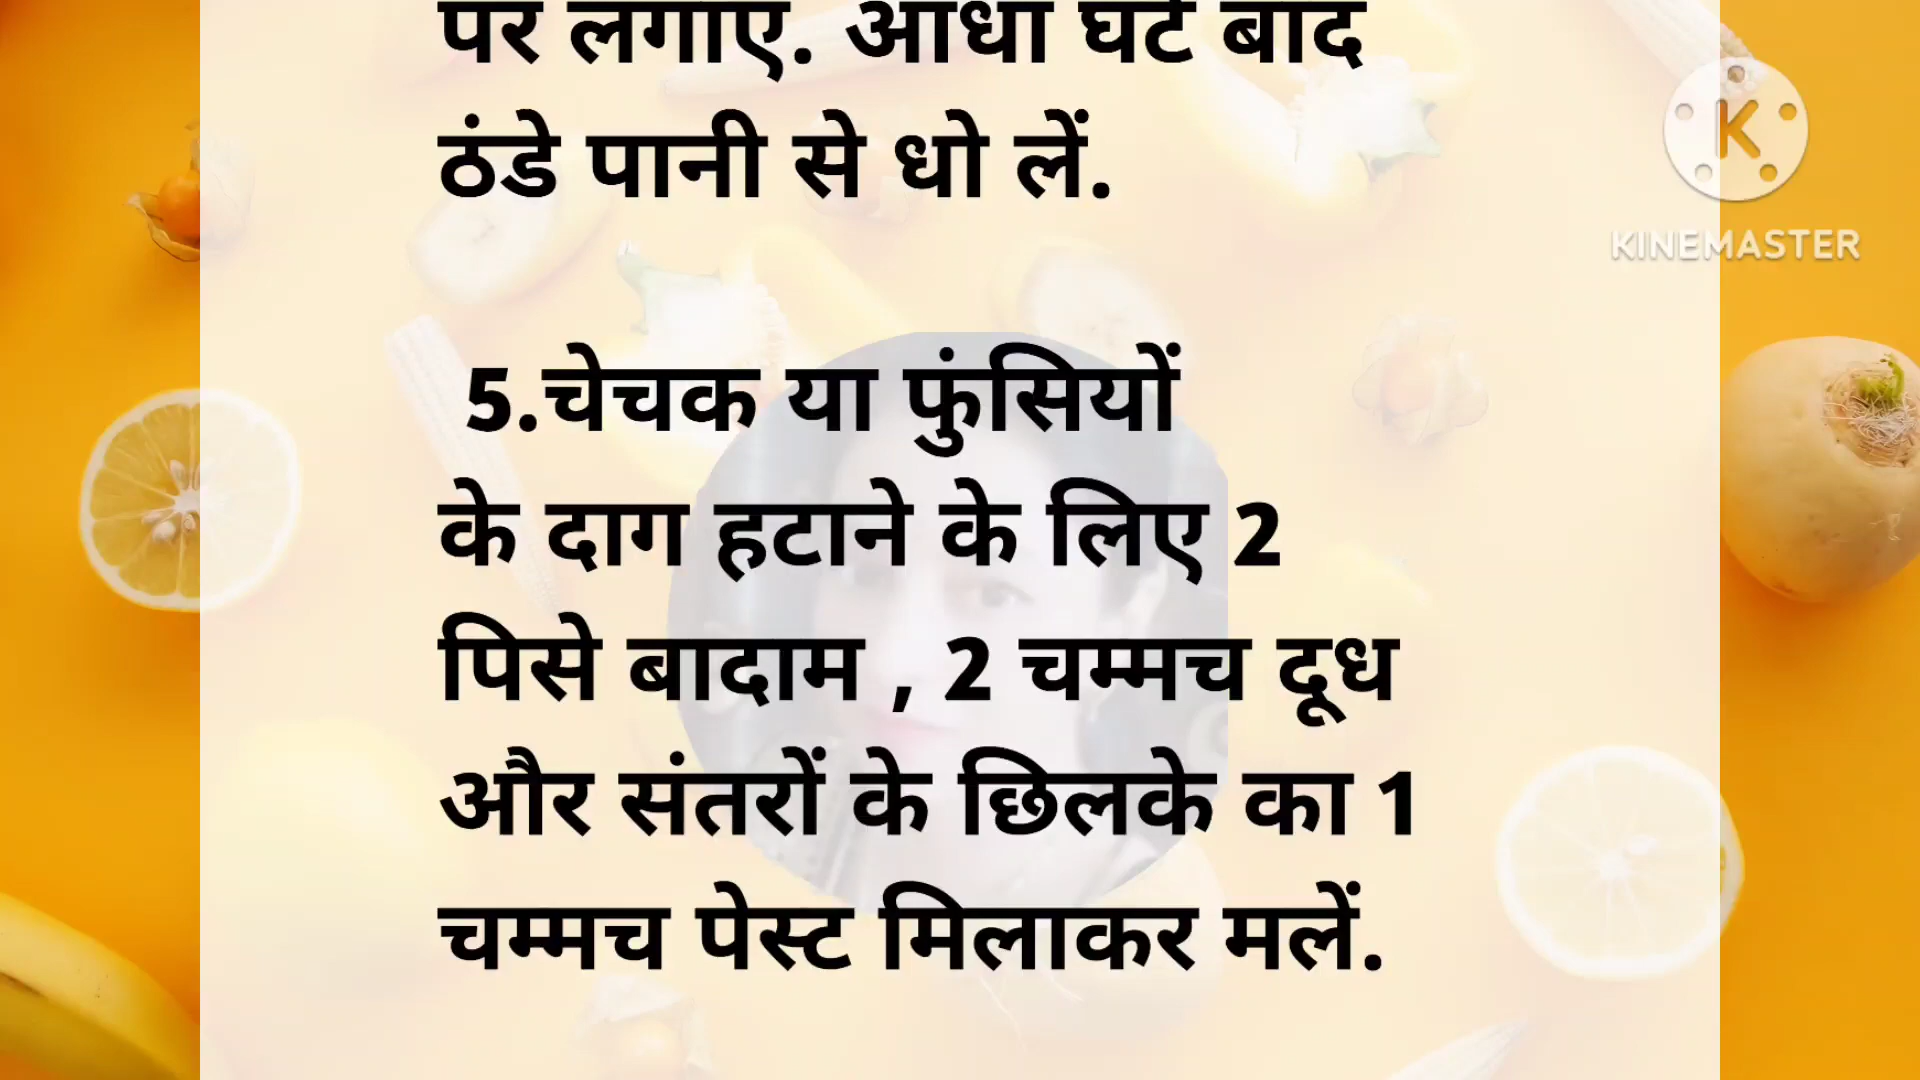 पर लगाए. आधा घंटे बाद
ठंडे पानी से धो लें.
K
KINEMASTER
5.चेचक या फुंसियों
के दाग हटाने के लिए 2
पिसे बादाम , 2 चम्मच दूध
और संतरों के छिलके का 1
चम्मच पेस्ट मिलाकर मलें.